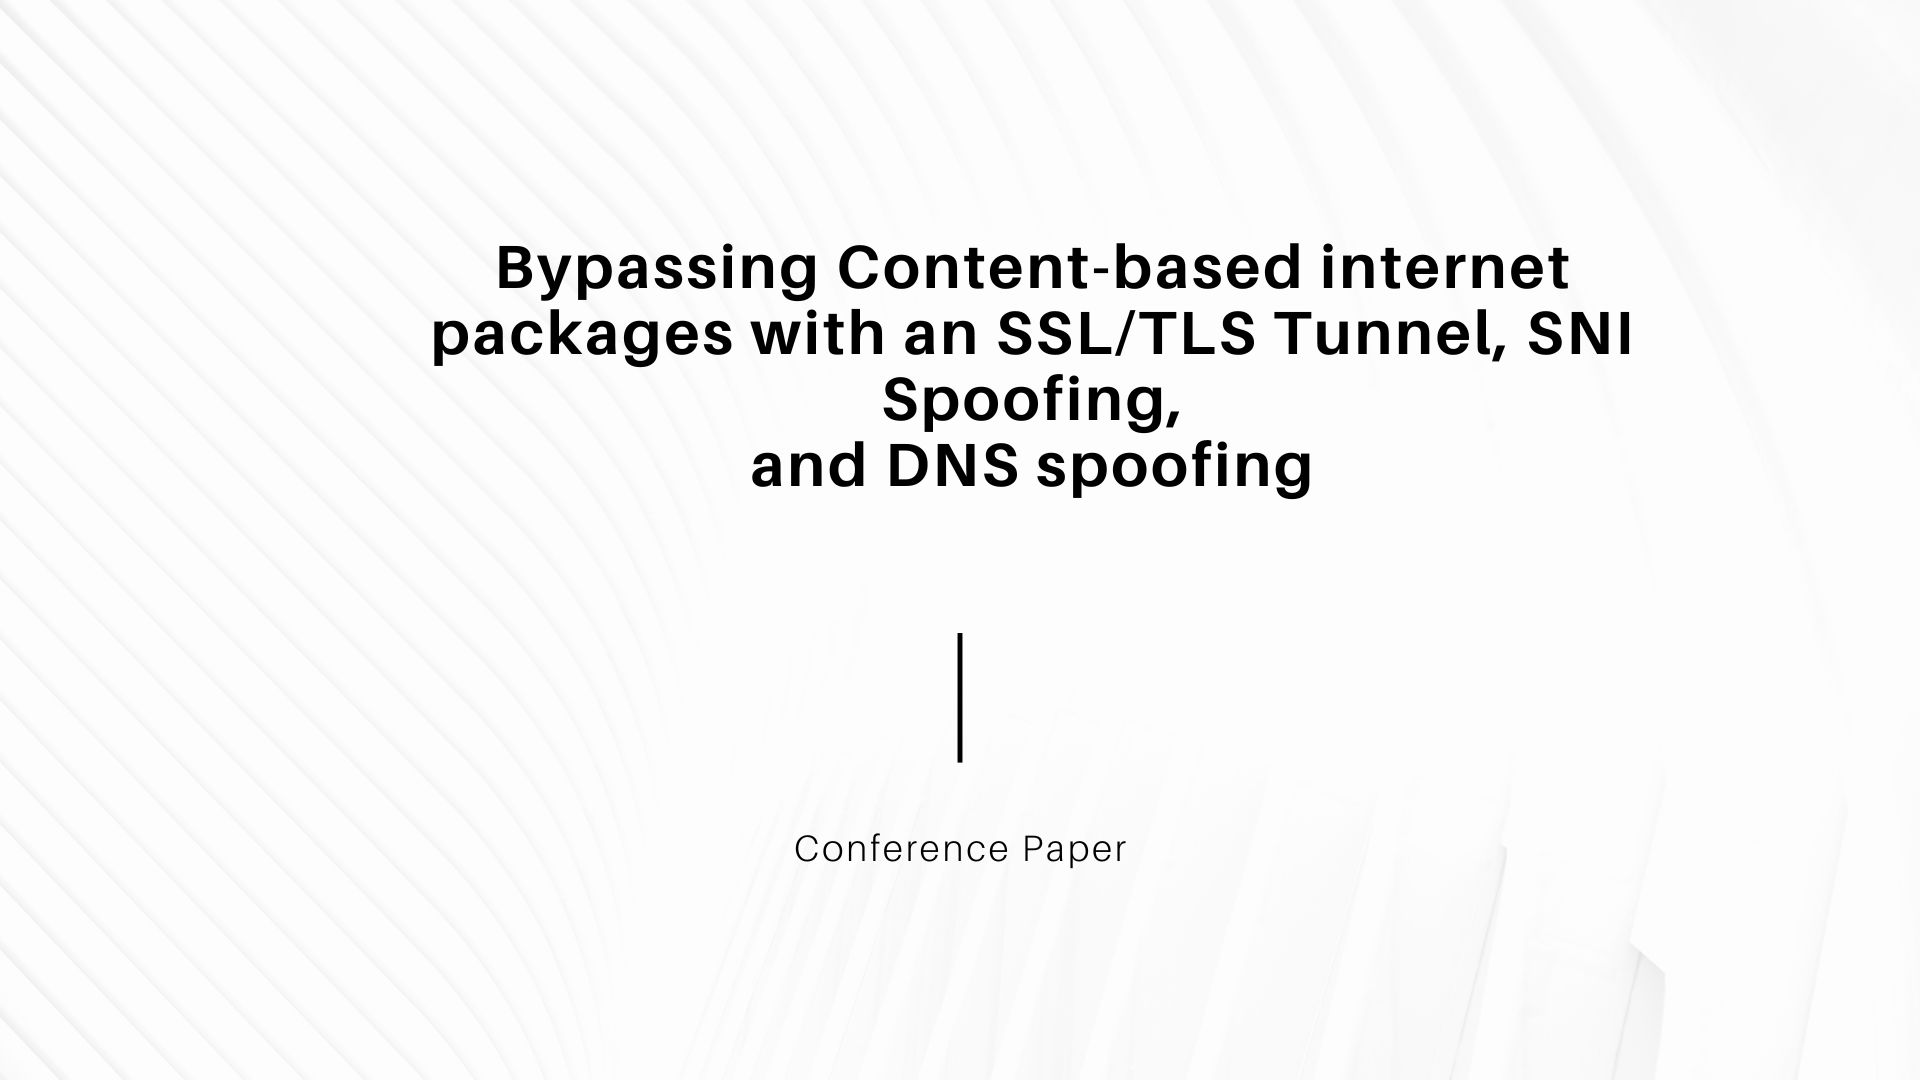 Bypassing Content-based internet
packages with an SSL/TLS Tunnel, SNI
Spoofing,
and DNS spoofing
Conference Paper